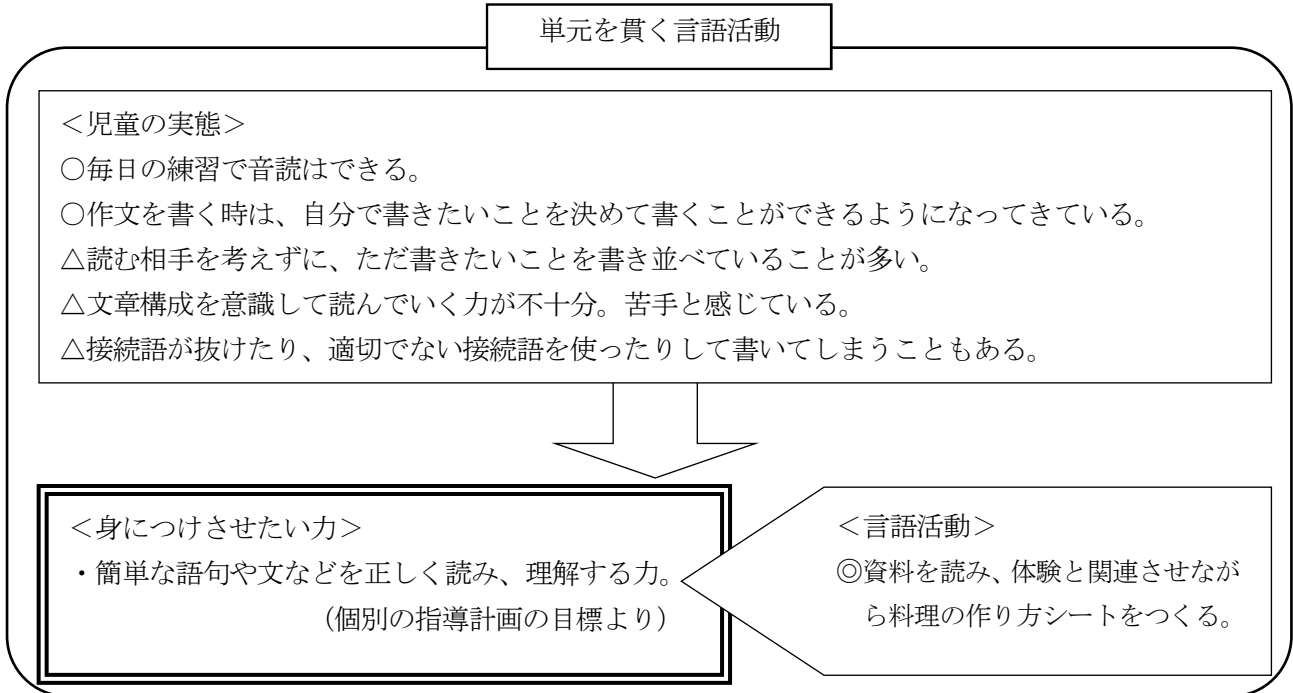 単元を貫く言語活動
＜児童の実態＞
○毎日の練習で音読はできる。
○作文を書く時は、自分で書きたいことを決めて書くことができるようになってきている。
△読む相手を考えずに、ただ書きたいことを書き並べていることが多い。
△文章構成を意識して読んでいく力が不十分。苦手と感じている。
△接続語が抜けたり、適切でない接続語を使ったりして書いてしまうこともある。
＜身につけさせたい力＞
・簡単な語句や文などを正しく読み、理解する力。
（個別の指導計画の目標より）
＜言語活動＞
◎資料を読み、体験と関連させなが
ら料理の作り方シートをつくる。